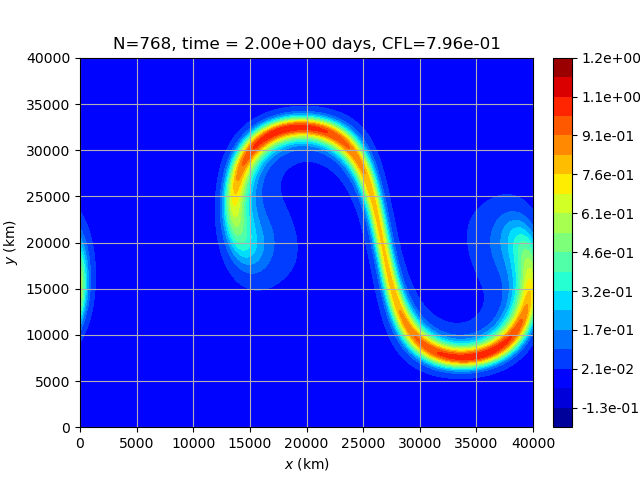 N=768, time = 2.00e+00 days, CFL=7.96e-01
40000
35000
30000
25000
20000
15000
10000
5000
0
y (km)
0 5000 10000 15000 20000 25000 30000 35000 40000
x (km)
1.2e+00
1.1e+00
9.1e-01
7.6e-01
6.1e-01
4.6e-01
3.2e-01
1.7e-01
2.1e-02
-1.3e-01